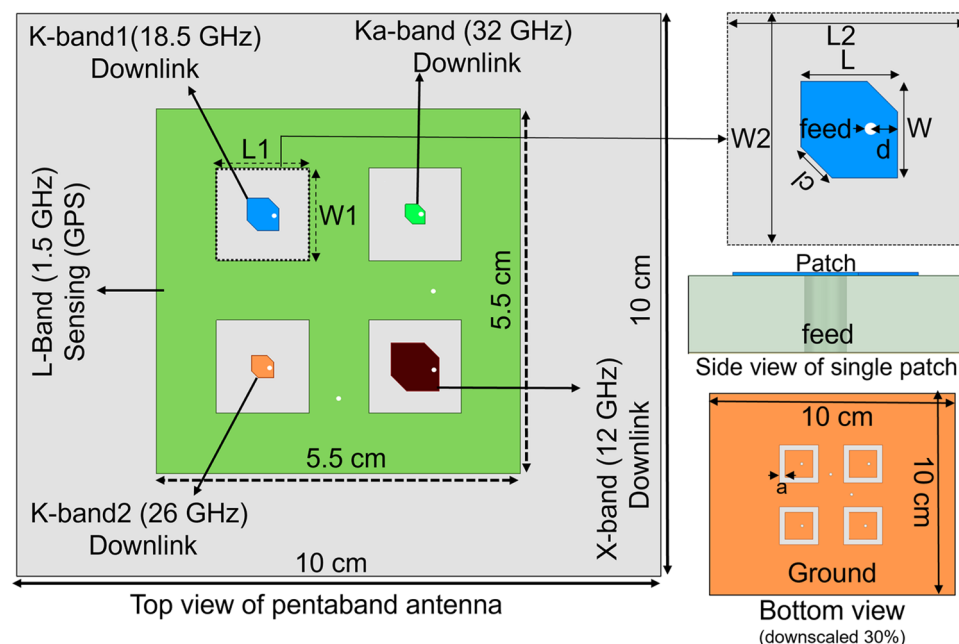 K-band1(18.5 GHz)
Downlink
Ka-band (32 GHz)
Downlink
L1
W1
L-Band (1.5 GHz)
Sensing (GPS)
5.5 cm
10 cm
5.5 cm
X-band (12 GHz)
Downlink
K-band2 (26 GHz)
Downlink
10 cm
Top view of pentaband antenna
L2
L
W2
feed
d
W
cl
Patch
feed
Side view of single patch
10 cm
10 cm
a
Ground
Bottom view
(downscaled 30%)